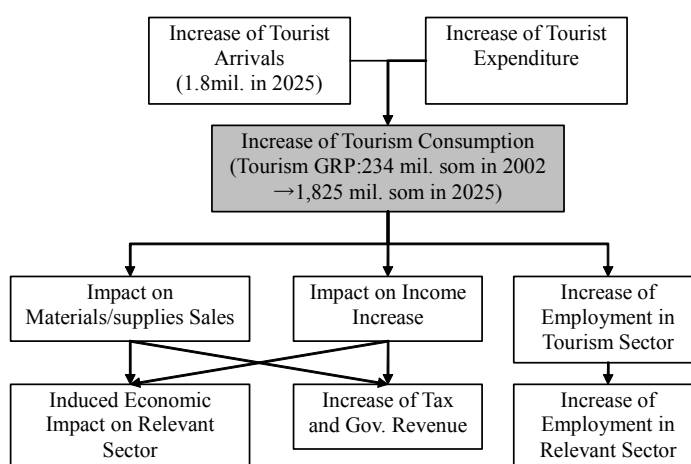 Increase of Tourist
Arrivals
(1.8mil. in 2025)
Increase of Tourist
Expenditure
Increase of Tourism Consumption
(Tourism GRP:234 mil. som in 2002
→1,825 mil. som in 2025)
Impact on
Materials/supplies Sales
Impact on Income
Increase
Increase of
Employment in
Tourism Sector
Induced Economic
Impact on Relevant
Sector
Increase of Tax
and Gov. Revenue
Increase of
Employment in
Relevant Sector